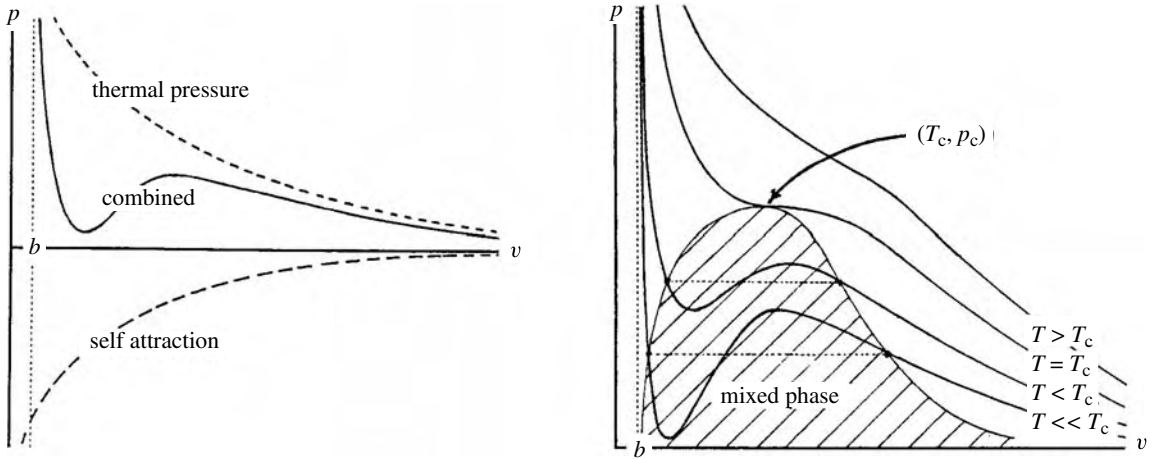 p
thermal pressure
combined
b
v
self attraction
p
(T_c, p_c)
T > T_c
T = T_c
T < T_c
T << T_c
mixed phase
b
v